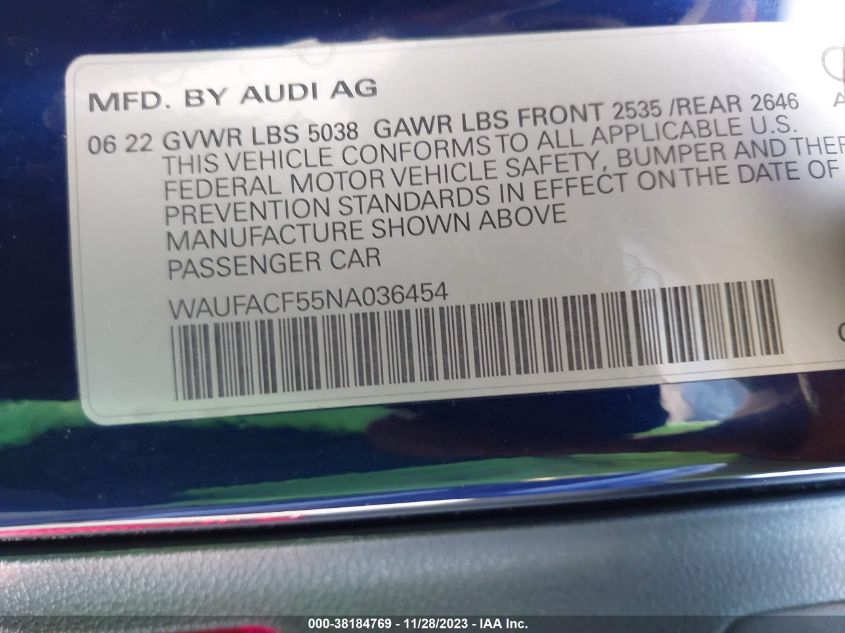 MFD. BY AUDI AG
06 22 GVWR LBS 5038 GAWR LBS FRONT 2535 /REAR 2646
THIS VEHICLE CONFORMS TO ALL APPLICABLE U.S.
FEDERAL MOTOR VEHICLE SAFETY, BUMPER AND THEF
PREVENTION STANDARDS IN EFFECT ON THE DATE OF
MANUFACTURE SHOWN ABOVE
PASSENGER CAR
WAUFACF55NA036454
000-38184769 - 11/28/2023 - IAA Inc.